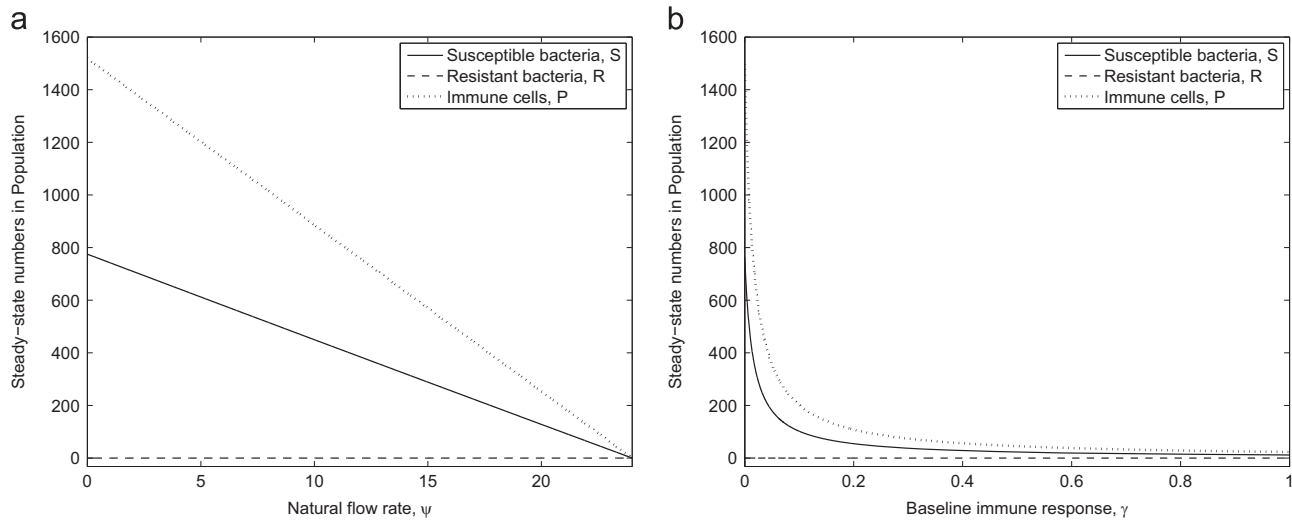 a
1600
1400
1200
1000
800
600
400
200
0
Steady-state numbers in Population
Susceptible bacteria, S
Resistant bacteria, R
Immune cells, P
0 5 10 15 20
Natural flow rate, ψ
b
1600
1400
1200
1000
800
600
400
200
0
Steady-state numbers in Population
Susceptible bacteria, S
Resistant bacteria, R
Immune cells, P
0 0.2 0.4 0.6 0.8 1
Baseline immune response, γ